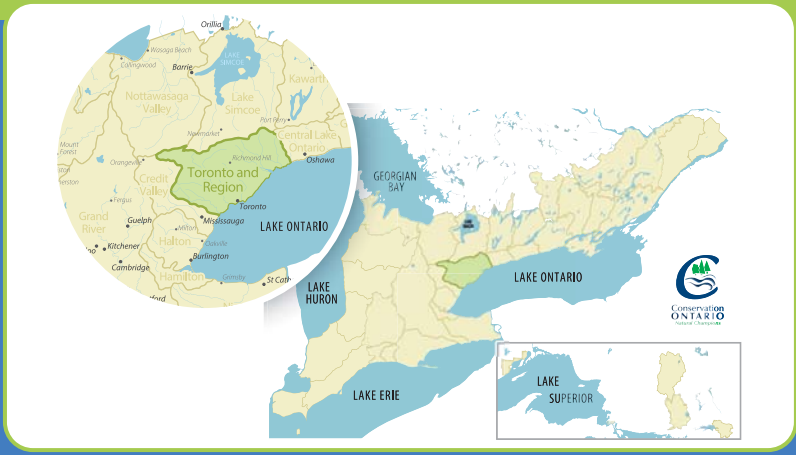 Orillia
Wasaga Beach
LAKE
SIMCOE
Collingwood
Barrie
Kawarth
Nottawasaga
Valley
Lake
Simcoe
Port Perry
Newmarket
Central Lake
Ontario
Mount
Forest
Orangeville
Richmond Hill
Oshawa
Toronto and
Region
Credit
Valley
Fergus
Toronto
Grand
River
Guelph
Mississauga
LAKE ONTARIO
Milton
Halton
Oakville
Kitchener
Burlington
Cambridge
Hamilton
Grimsby
St Cath
ford
GEORGIAN
BAY
LAKE
HURON
LAKE ONTARIO
LAKE ERIE
Conservation
ONTARIO
Natural Champions
LAKE
SUPERIOR